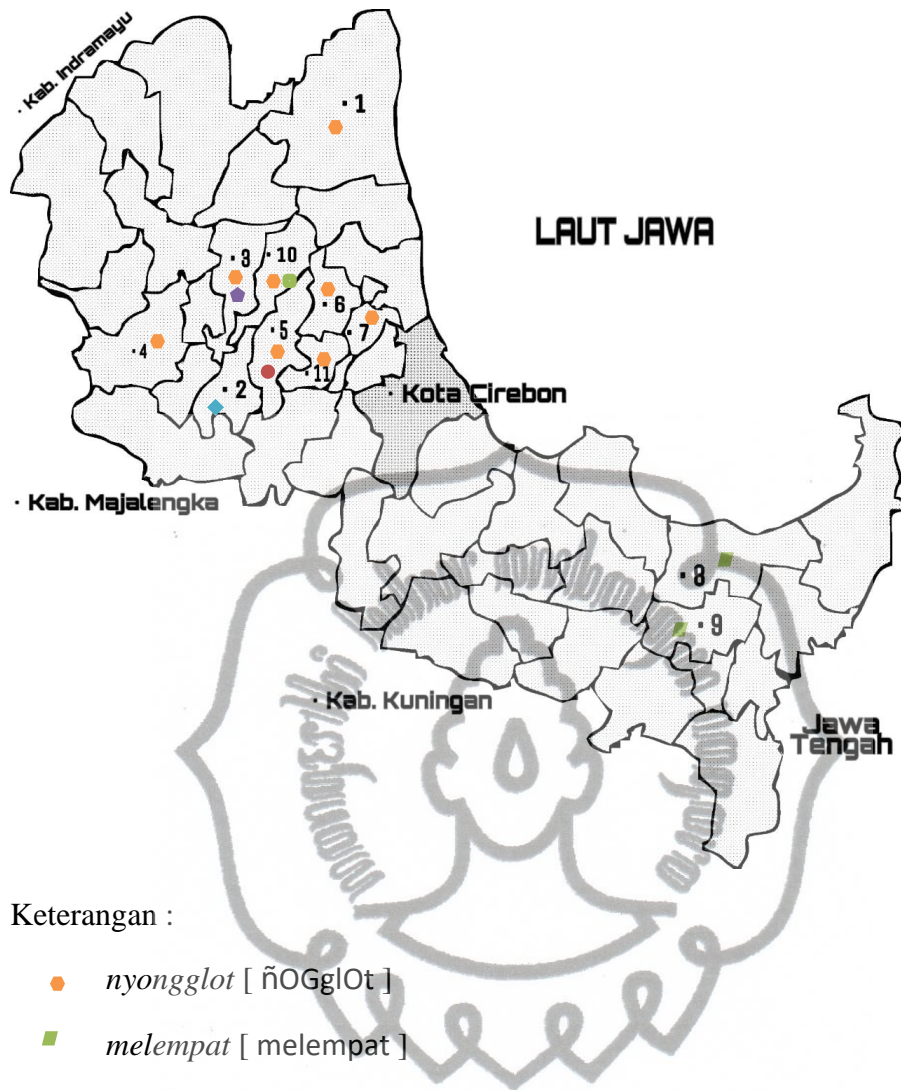 · Kab. Indramayu
· 1
LAUT JAWA
· 3
· 10
· 6
· 5
· 7
· 4
· 11
· 2
· Kota Cirebon
· Kab. Majalengka
· 8
· 9
· Kab. Kuningan
Jawa
Tengah
Keterangan :
nyongglot [ ñOGglOt ]
melempat [ melempat ]